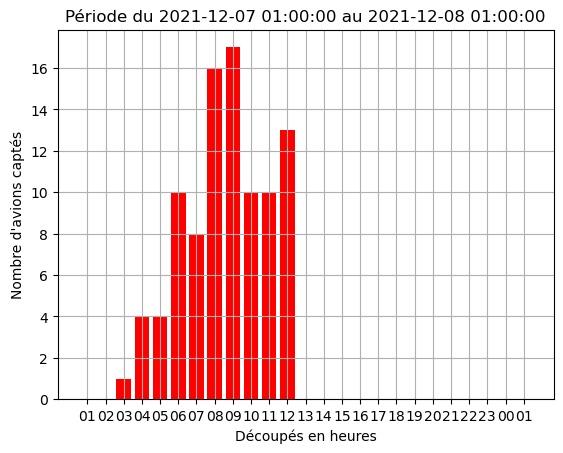 Période du 2021-12-07 01:00:00 au 2021-12-08 01:00:00
Nombre d'avions captés
16
14
12
10
8
6
4
2
0
01 02 03 04 05 06 07 08 09 10 11 12 13 14 15 16 17 18 19 20 21 22 23 00 01
Découpés en heures